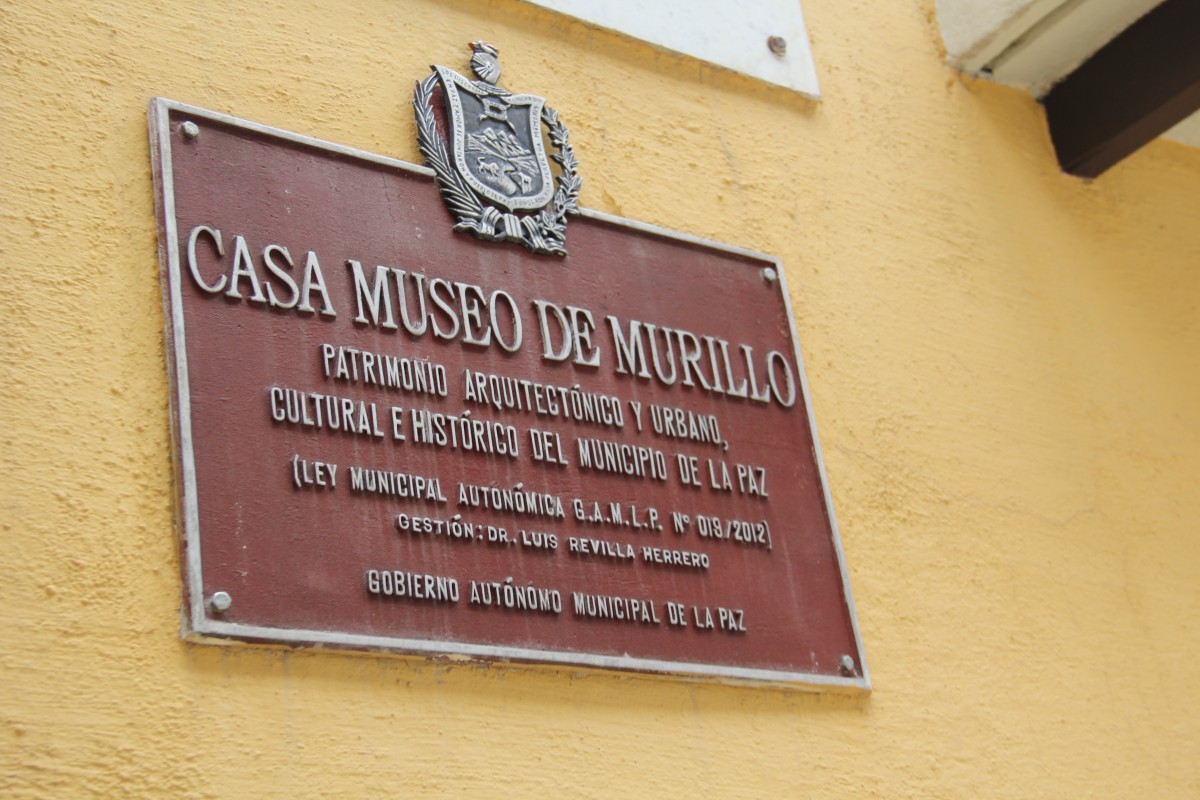 CASA MUSEO DE MURILLO
PATRIMONIO ARQUITECTÓNICO Y URBANO,
CULTURAL E HISTÓRICO DEL MUNICIPIO DE LA PAZ
(LEY MUNICIPAL AUTONÓMICA G.A.M.L.P. Nº 019/2012)
GESTIÓN: DR. LUIS REVILLA HERRERO
GOBIERNO AUTÓNOMO MUNICIPAL DE LA PAZ